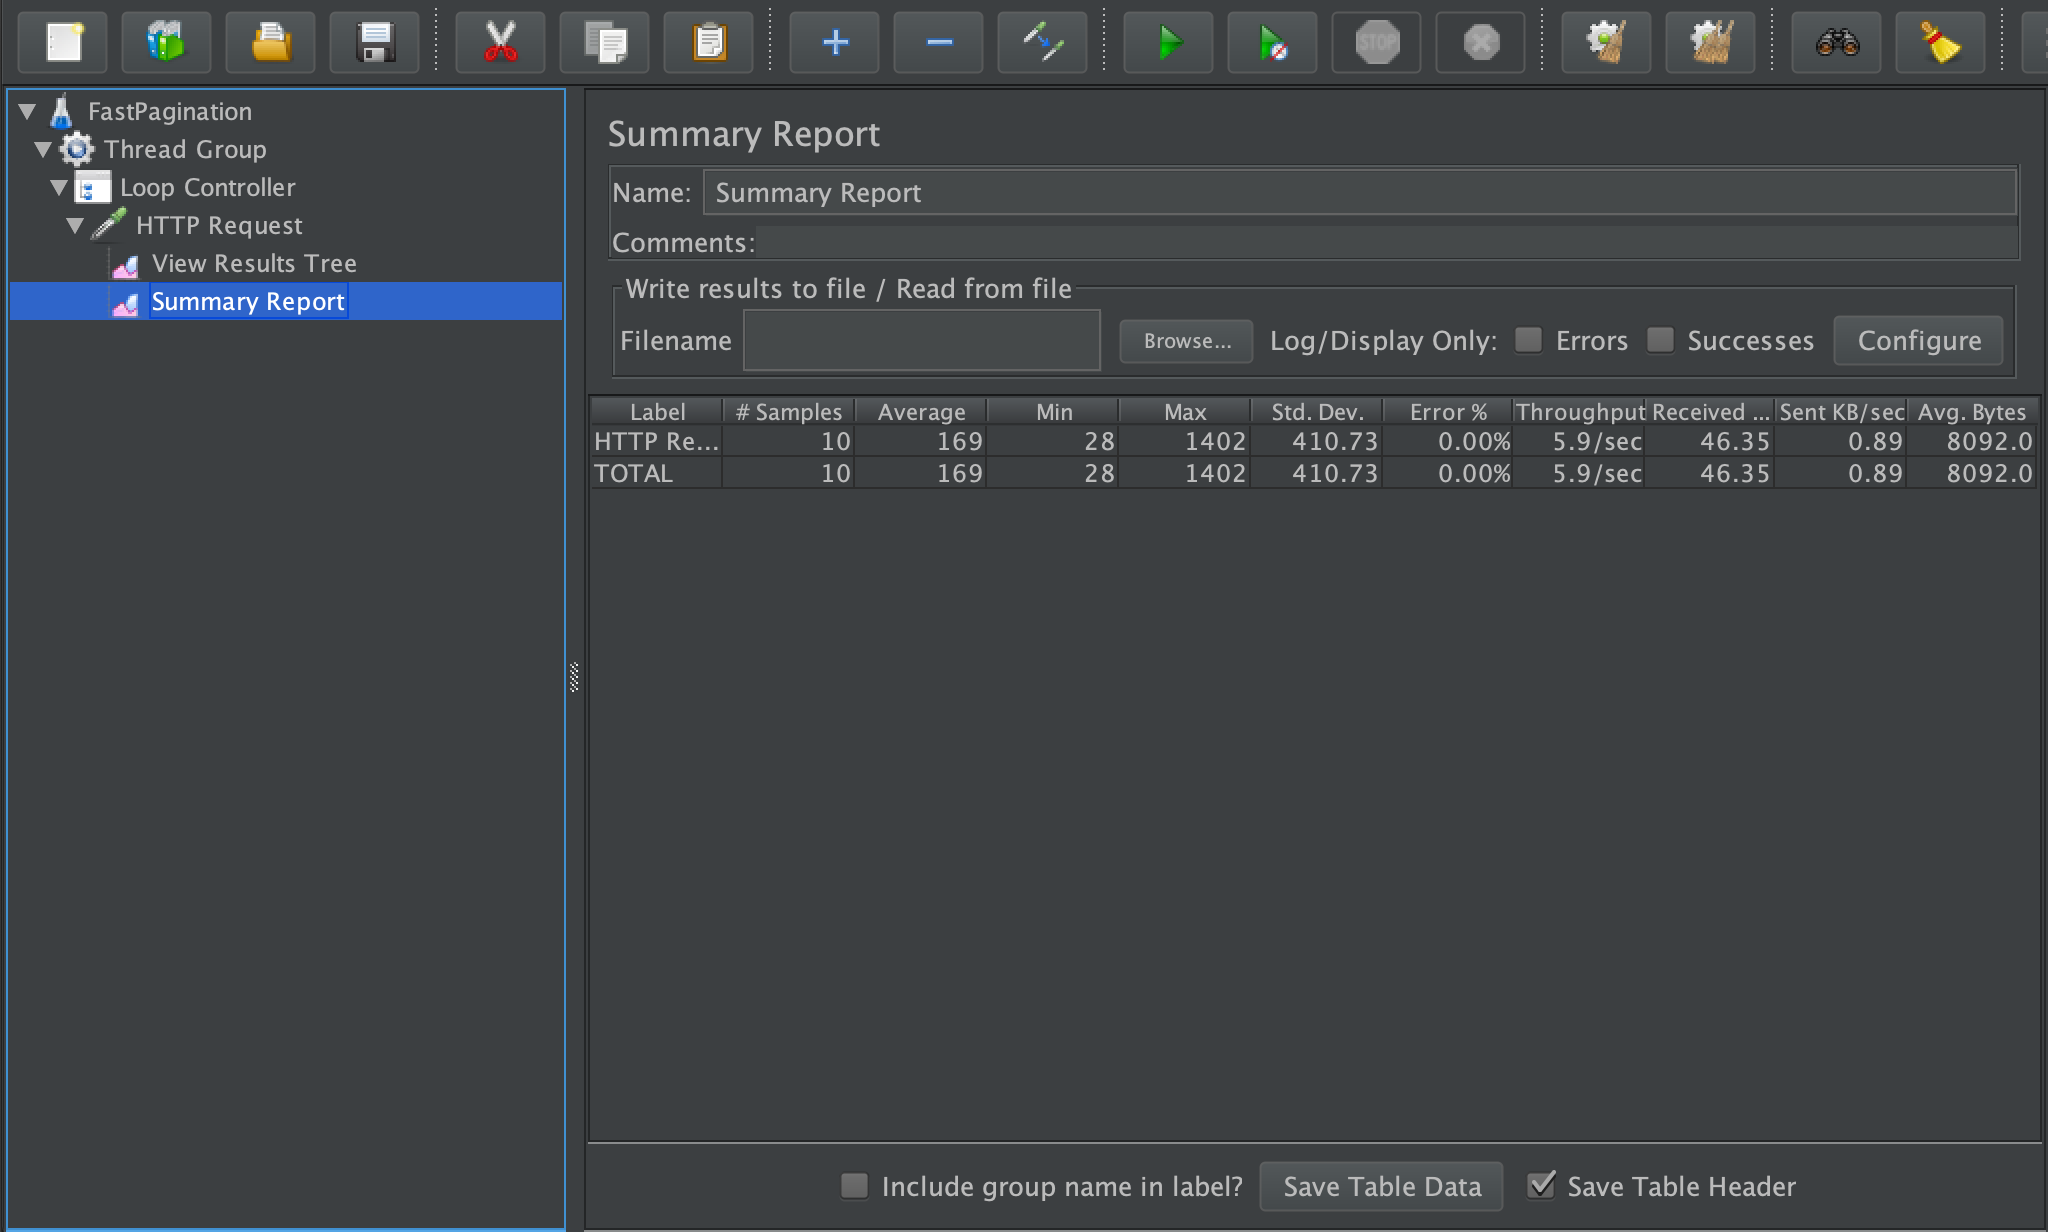 STOP
FastPagination
Thread Group
Loop Controller
HTTP Request
View Results Tree
Summary Report
Summary Report
Name: Summary Report
Comments:
Write results to file / Read from file
Filename Browse... Log/Display Only: Errors Successes Configure
Label # Samples Average Min Max Std. Dev. Error % Throughput Received ... Sent KB/sec Avg. Bytes
HTTP Re... 10 169 28 1402 410.73 0.00% 5.9/sec 46.35 0.89 8092.0
TOTAL 10 169 28 1402 410.73 0.00% 5.9/sec 46.35 0.89 8092.0
Include group name in label? Save Table Data Save Table Header